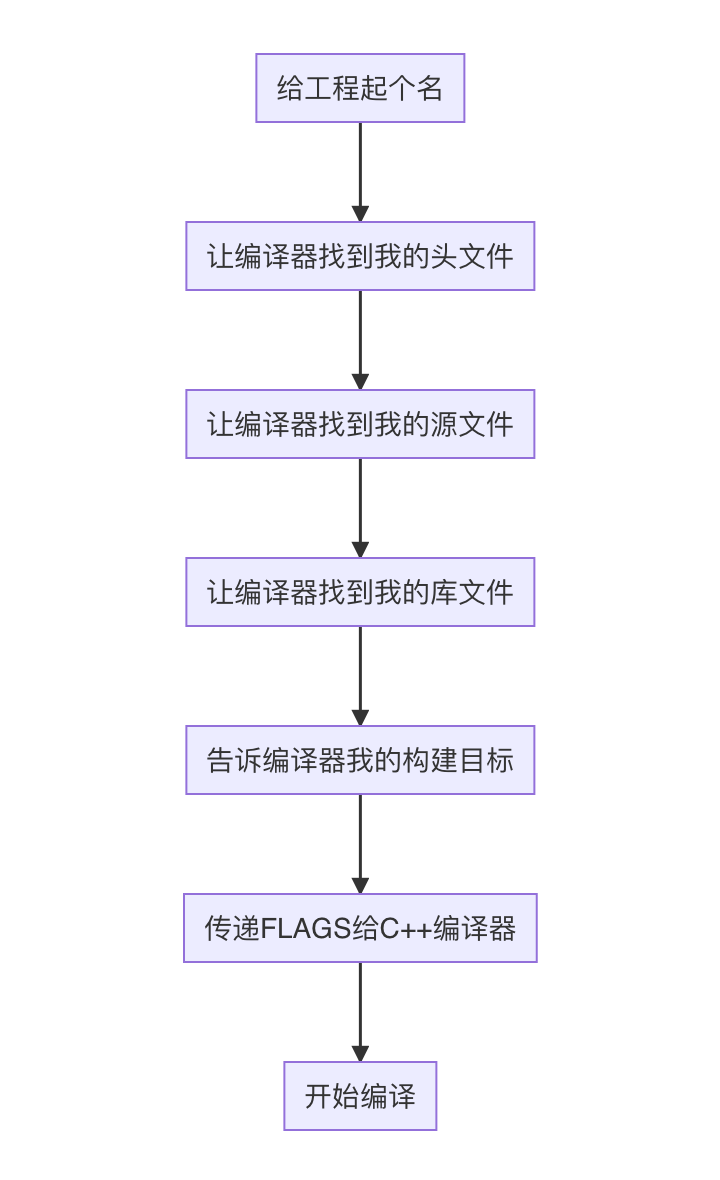 给工程起个名
让编译器找到我的头文件
让编译器找到我的源文件
让编译器找到我的库文件
告诉编译器我的构建目标
传递FLAGS给C++编译器
开始编译